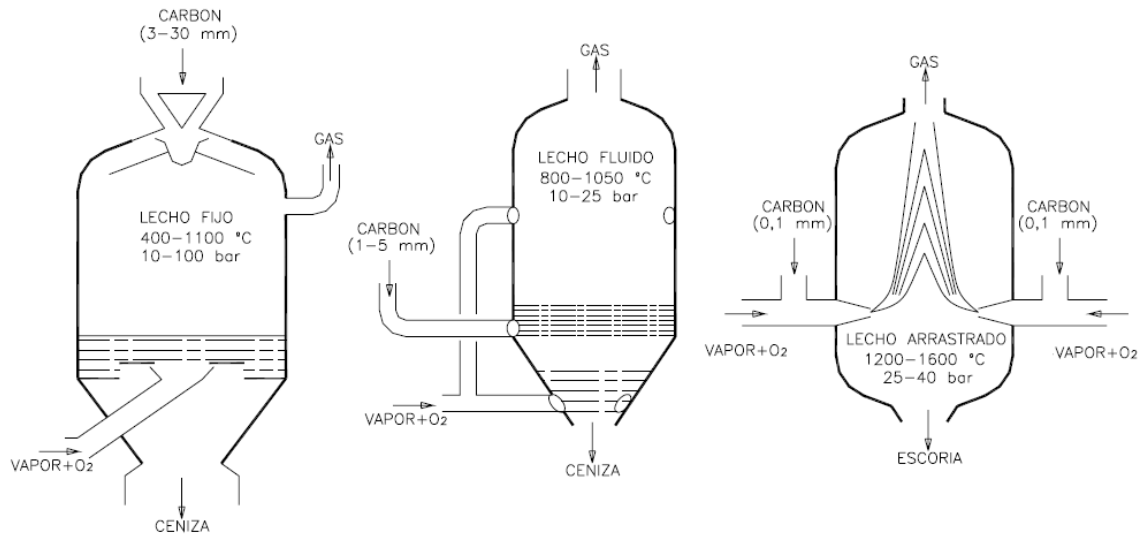 CARBON
(3-30 mm)
GAS
LECHO FIJO
400-1100 °C
10-100 bar
VAPOR+O2
CENIZA
GAS
LECHO FLUIDO
800-1050 °C
10-25 bar
CARBON
(1-5 mm)
VAPOR+O2
CENIZA
GAS
CARBON
(0,1 mm)
CARBON
(0,1 mm)
VAPOR+O2
LECHO ARRASTRADO
1200-1600 °C
25-40 bar
VAPOR+O2
ESCORIA